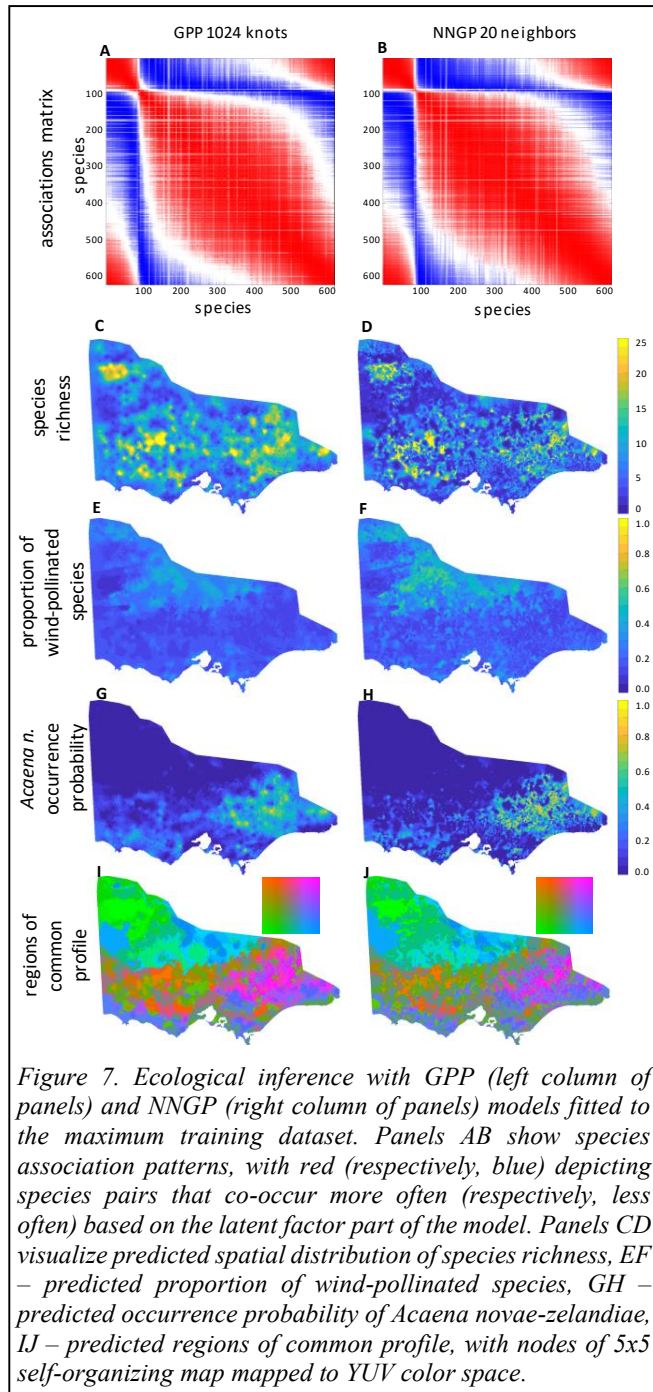 GPP 1024 knots
NNGP 20 neighbors
A
B
associations matrix
species
100
200
300
400
500
600
100
200
300
400
500
600
100 200 300 400 500 600
100 200 300 400 500 600
species
species
C
D
species
richness
25
20
15
10
5
0
E
F
proportion of
wind-pollinated
species
1.0
0.8
0.6
0.4
0.2
0.0
G
H
Acaena n.
occurrence
probability
1.0
0.8
0.6
0.4
0.2
0.0
I
J
regions of
common
profile
Figure 7. Ecological inference with GPP (left column of
panels) and NNGP (right column of panels) models fitted to
the maximum training dataset. Panels AB show species
association patterns, with red (respectively, blue) depicting
species pairs that co-occur more often (respectively, less
often) based on the latent factor part of the model. Panels CD
visualize predicted spatial distribution of species richness, EF
– predicted proportion of wind-pollinated species, GH –
predicted occurrence probability of Acaena novae-zelandiae,
IJ – predicted regions of common profile, with nodes of 5x5
self-organizing map mapped to YUV color space.